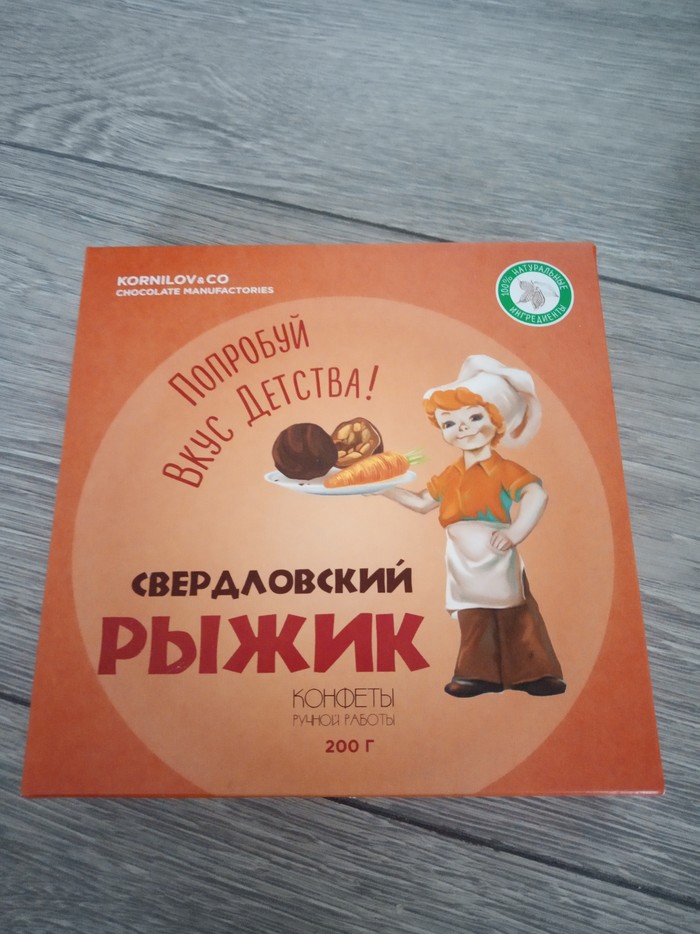 KORNILOV&CO
CHOCOLATE MANUFACTORIES
100% НАТУРАЛЬНЫЕ
ИНГРЕДИЕНТЫ
ПОПРОБУЙ
ВКУС ДЕТСТВА!
СВЕРДЛОВСКИЙ
РЫЖИК
КОНФЕТЫ
РУЧНОЙ РАБОТЫ
200 Г